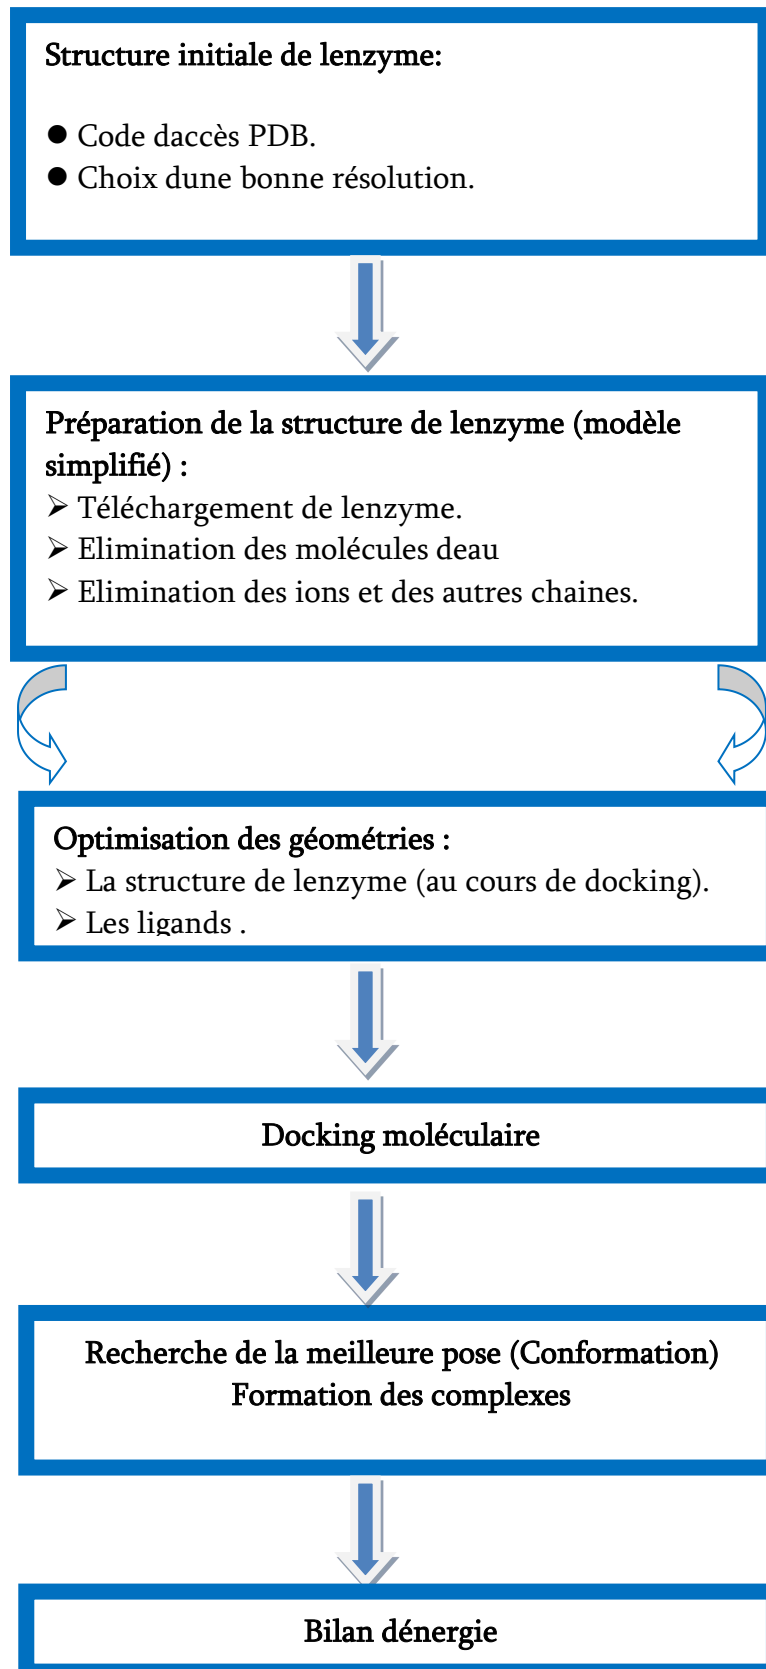 Structure initiale de lenzyme:
● Code daccès PDB.
● Choix dune bonne résolution.
Préparation de la structure de lenzyme (modèle
simplifié) :
➢ Téléchargement de lenzyme.
➢ Elimination des molécules deau
➢ Elimination des ions et des autres chaines.
Optimisation des géométries :
➢ La structure de lenzyme (au cours de docking).
➢ Les ligands .
Docking moléculaire
Recherche de la meilleure pose (Conformation)
Formation des complexes
Bilan dénergie